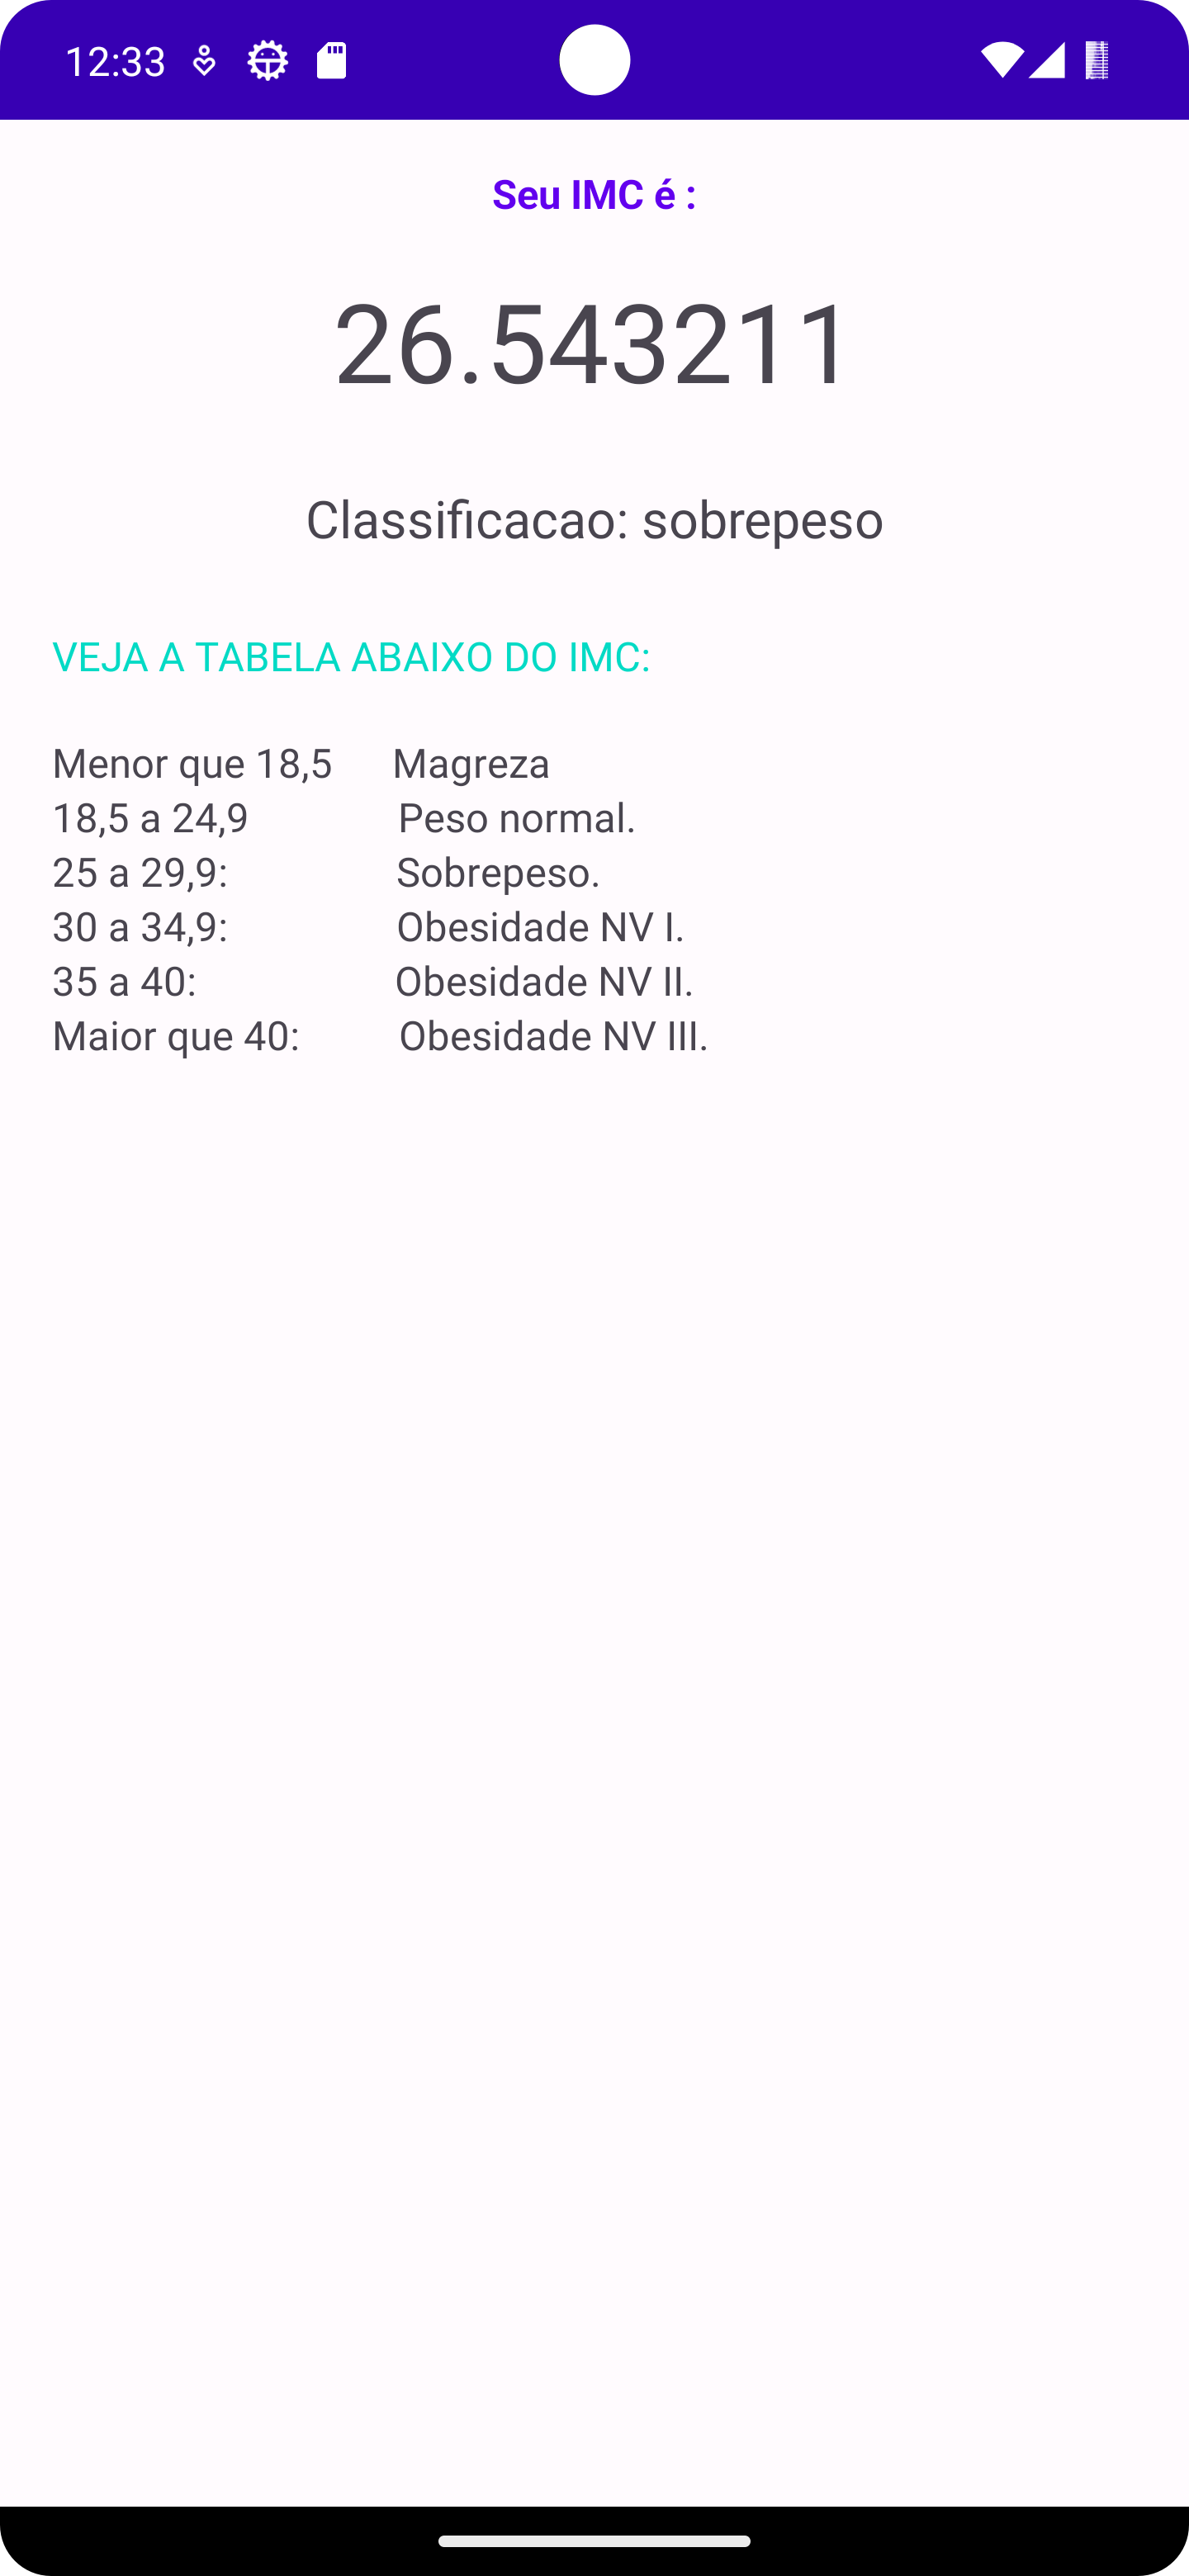 12:33
Seu IMC é :
26.543211
Classificacao: sobrepeso
VEJA A TABELA ABAIXO DO IMC:
Menor que 18,5 Magreza
18,5 a 24,9 Peso normal.
25 a 29,9: Sobrepeso.
30 a 34,9: Obesidade NV I.
35 a 40: Obesidade NV II.
Maior que 40: Obesidade NV III.